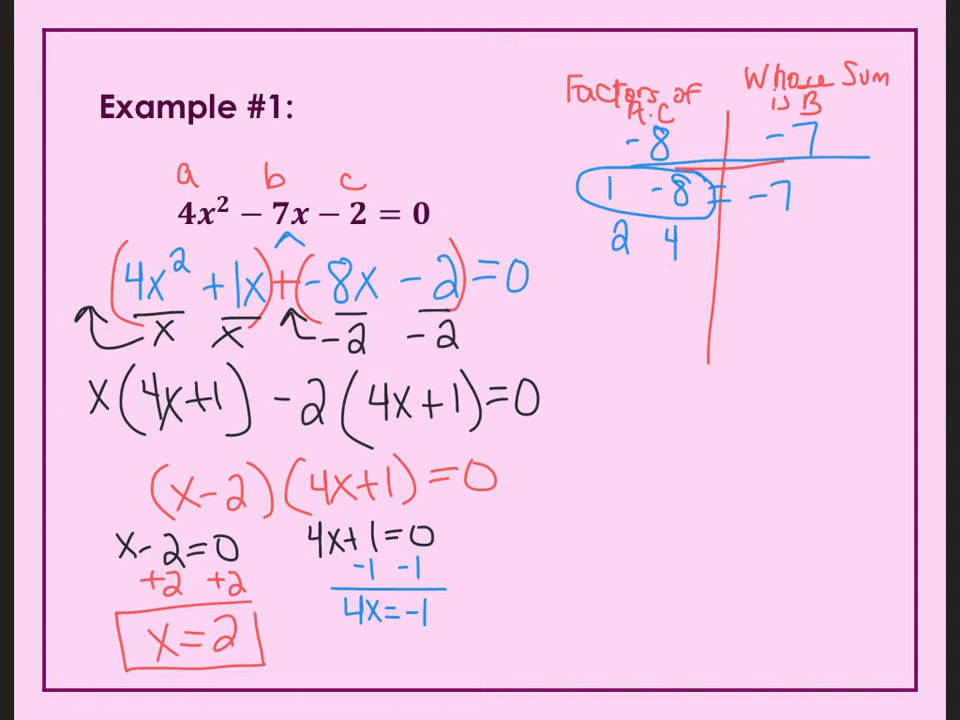 Factors of Whose Sum
A·C is B
Example #1:
-8 -7
a b c
1 -8 = -7
4x² − 7x − 2 = 0
2 4
(4x² + 1x) + (-8x - 2) = 0
x x -2 -2
x(4x+1) -2(4x+1)=0
(x-2)(4x+1)=0
x-2=0 4x+1=0
+2 +2 -1 -1
x=2 4x=-1